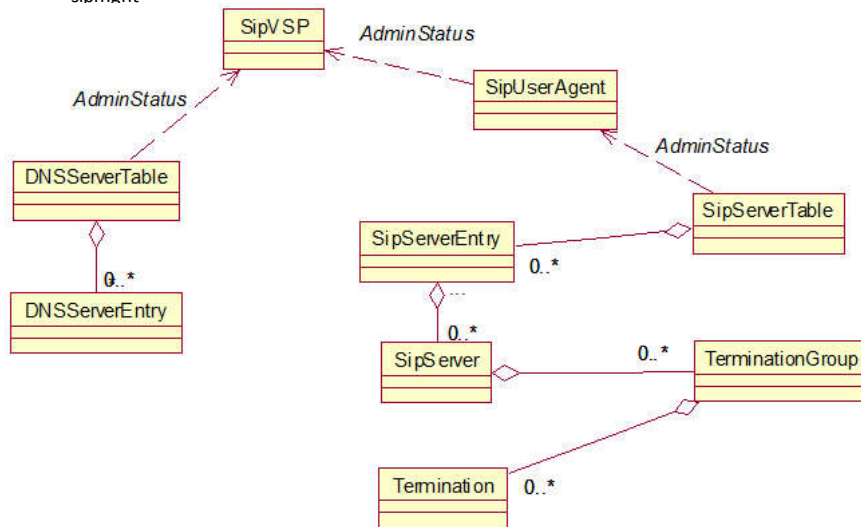 SipVSP
AdminStatus
SipUserAgent
AdminStatus
AdminStatus
DNSServerTable
SipServerTable
SipServerEntry
0..*
0..*
DNSServerEntry
...
0..*
0..*
SipServer
TerminationGroup
Termination
0..*